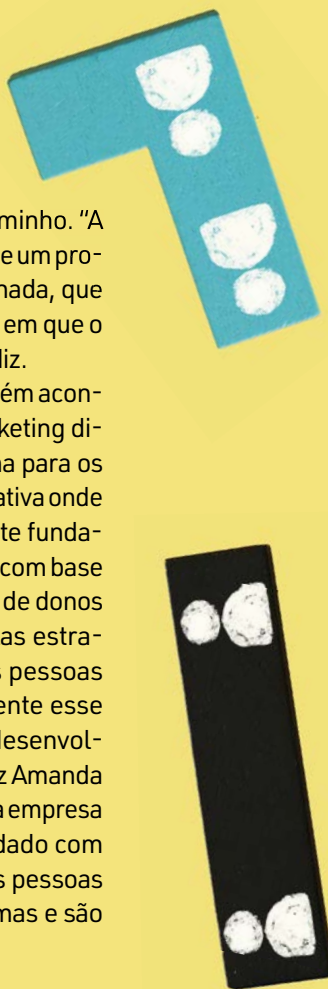 minho. “A
e um pro-
nada, que
em que o
diz.
ém acon-
keting di-
na para os
ativa onde
te funda-
com base
de donos
as estra-
s pessoas
ente esse
desenvol-
z Amanda
a empresa
dado com
s pessoas
mas e são